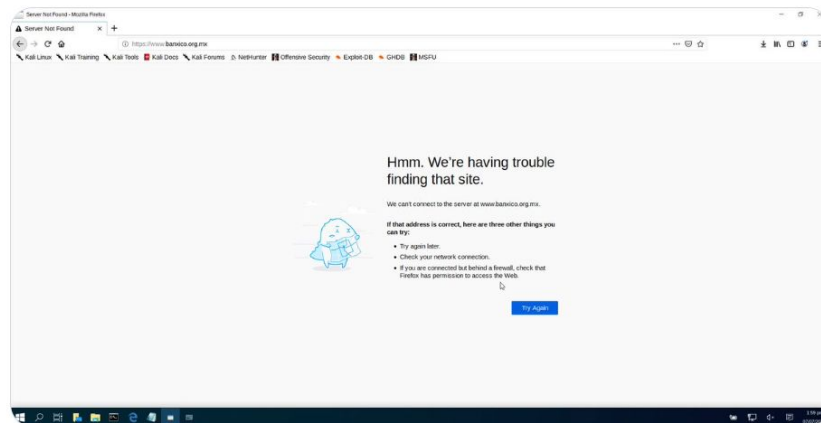 Server Not Found - Mozilla Firefox
Server Not Found
https://www.banxico.org.mx
Kali Linux Kali Training Kali Tools Kali Docs Kali Forums NetHunter Offensive Security Exploit-DB GHDB MSFU
Hmm. We're having trouble
finding that site.
We can't connect to the server at www.banxico.org.mx.
If that address is correct, here are three other things you
can try:
• Try again later.
• Check your network connection.
• If you are connected but behind a firewall, check that
Firefox has permission to access the Web.
Try Again